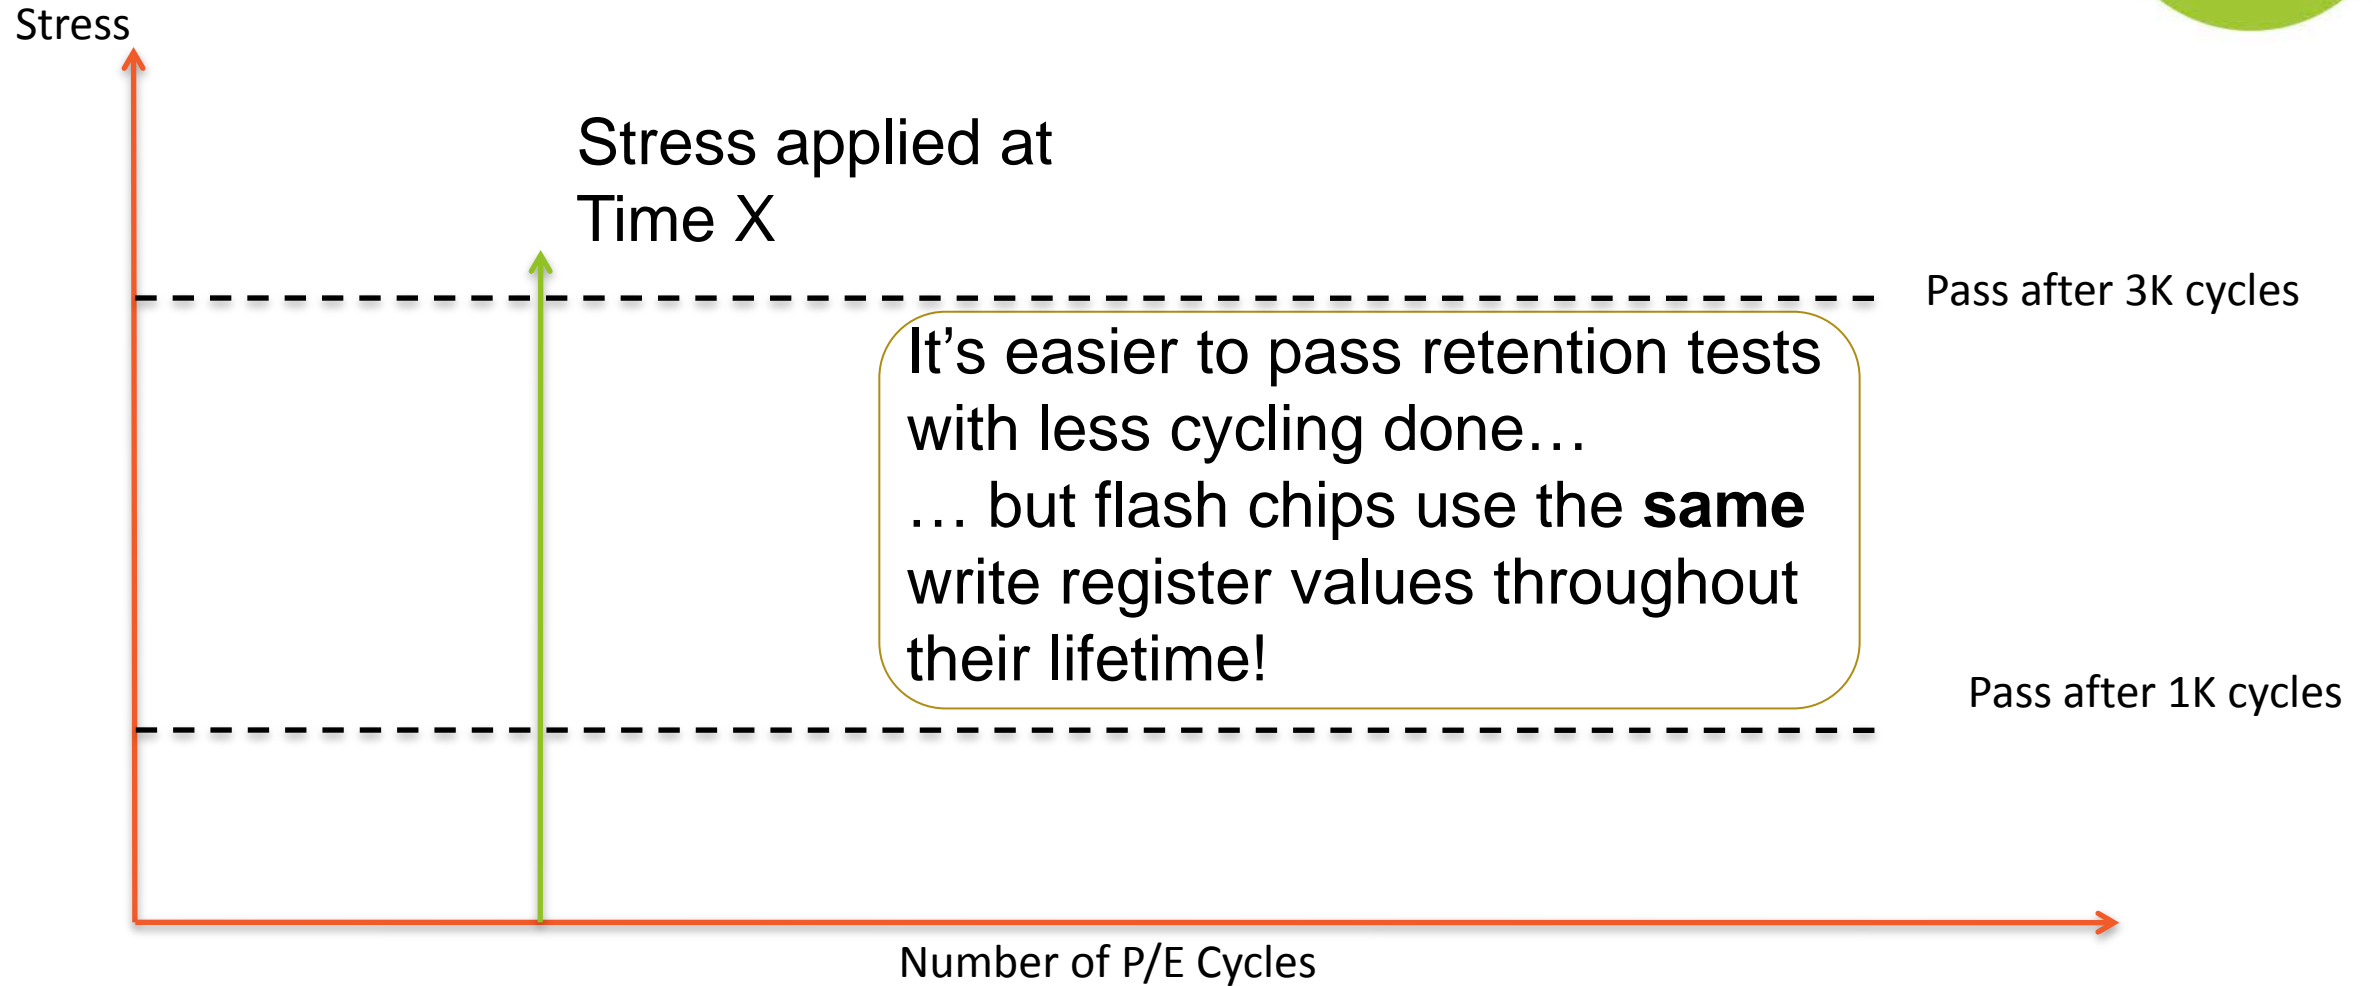 Stress
Stress applied at
Time X
Pass after 3K cycles
It’s easier to pass retention tests
with less cycling done…
… but flash chips use the same
write register values throughout
their lifetime!
Pass after 1K cycles
Number of P/E Cycles